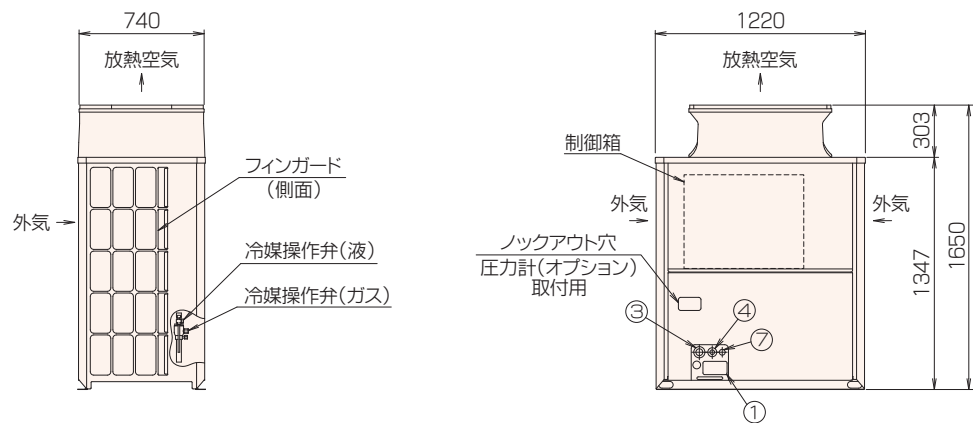 740
放熱空気
フィンガード
(側面)
外気
冷媒操作弁(液)
冷媒操作弁(ガス)
1220
放熱空気
制御箱
外気
外気
ノックアウト穴
圧力計(オプション)
取付用
③
④
⑦
①
303
1347
1650